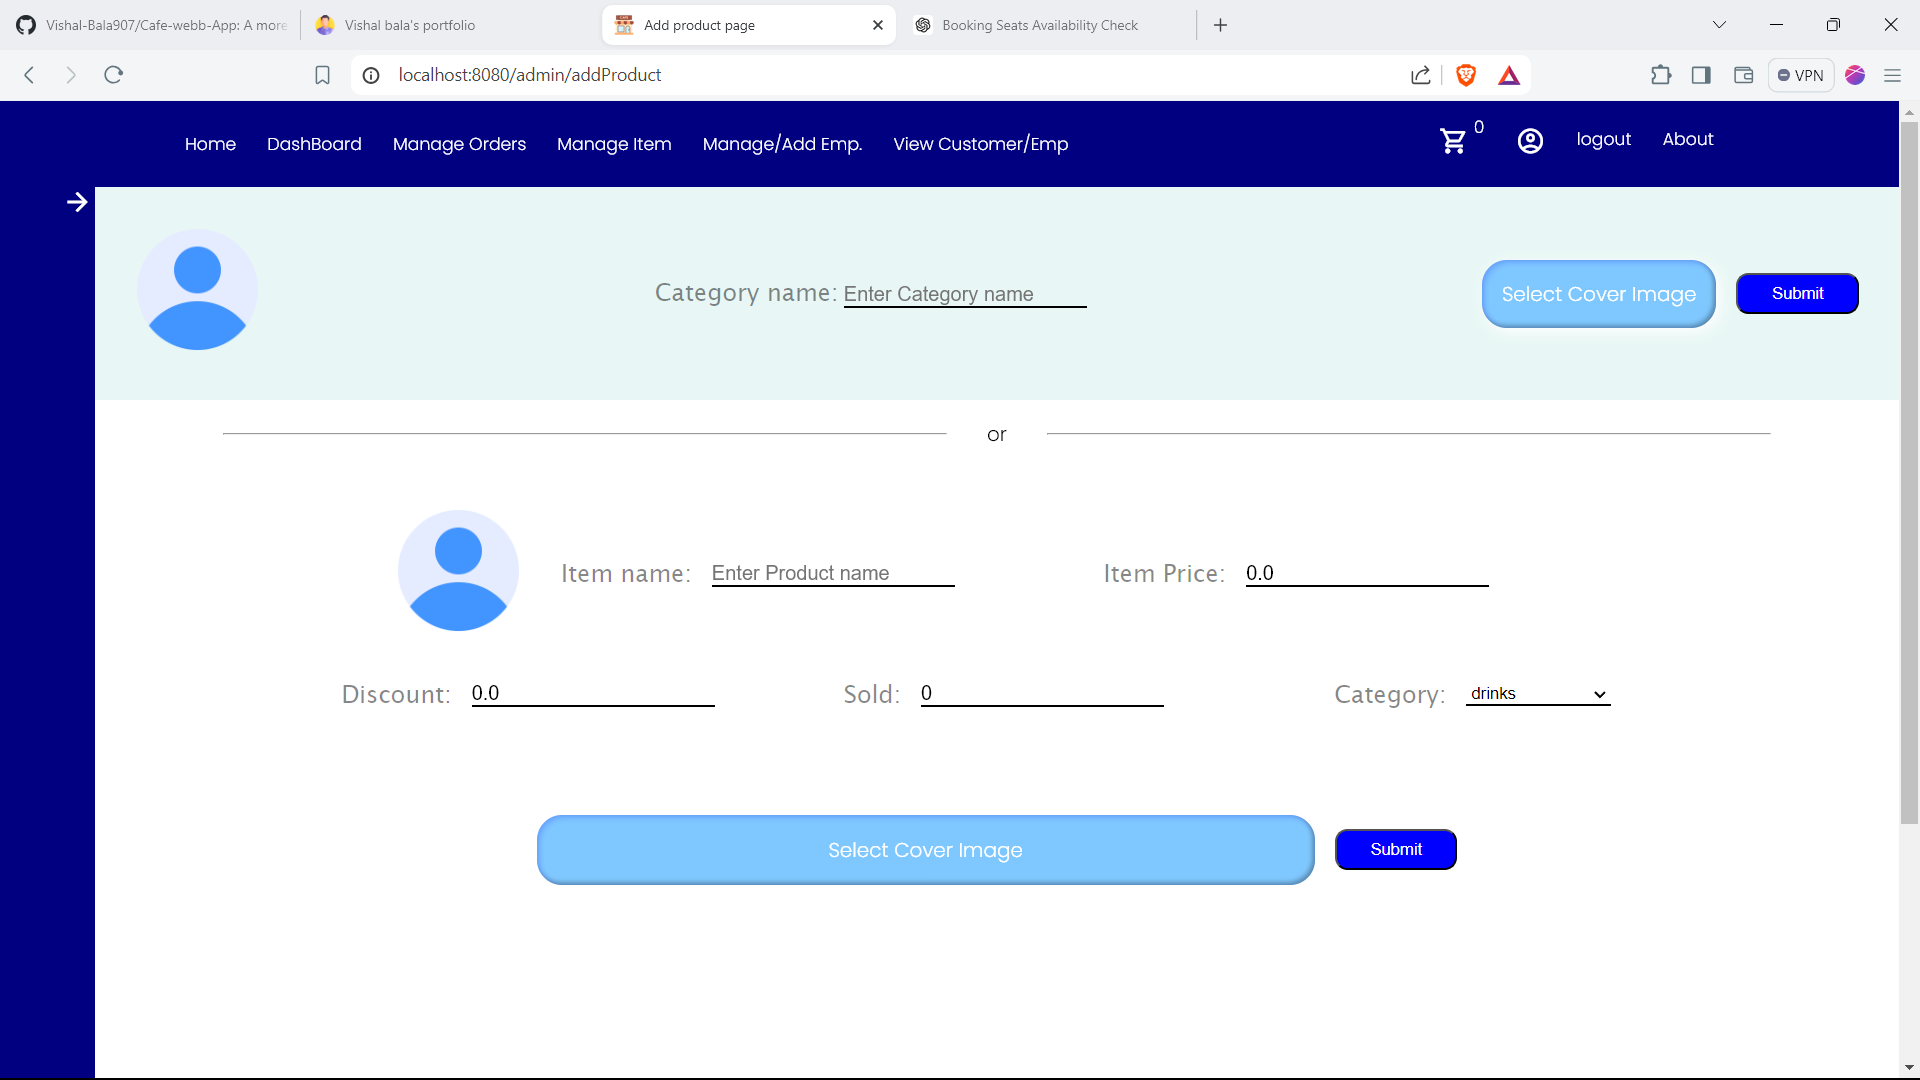 Vishal-Bala907/Cafe-webb-App: A more
Vishal bala's portfolio
Add product page
Booking Seats Availability Check
localhost:8080/admin/addProduct
VPN
Home DashBoard Manage Orders Manage Item Manage/Add Emp. View Customer/Emp 0 logout About
Category name: Enter Category name Select Cover Image Submit
or
Item name: Enter Product name Item Price: 0.0
Discount: 0.0 Sold: 0 Category: drinks
Select Cover Image Submit